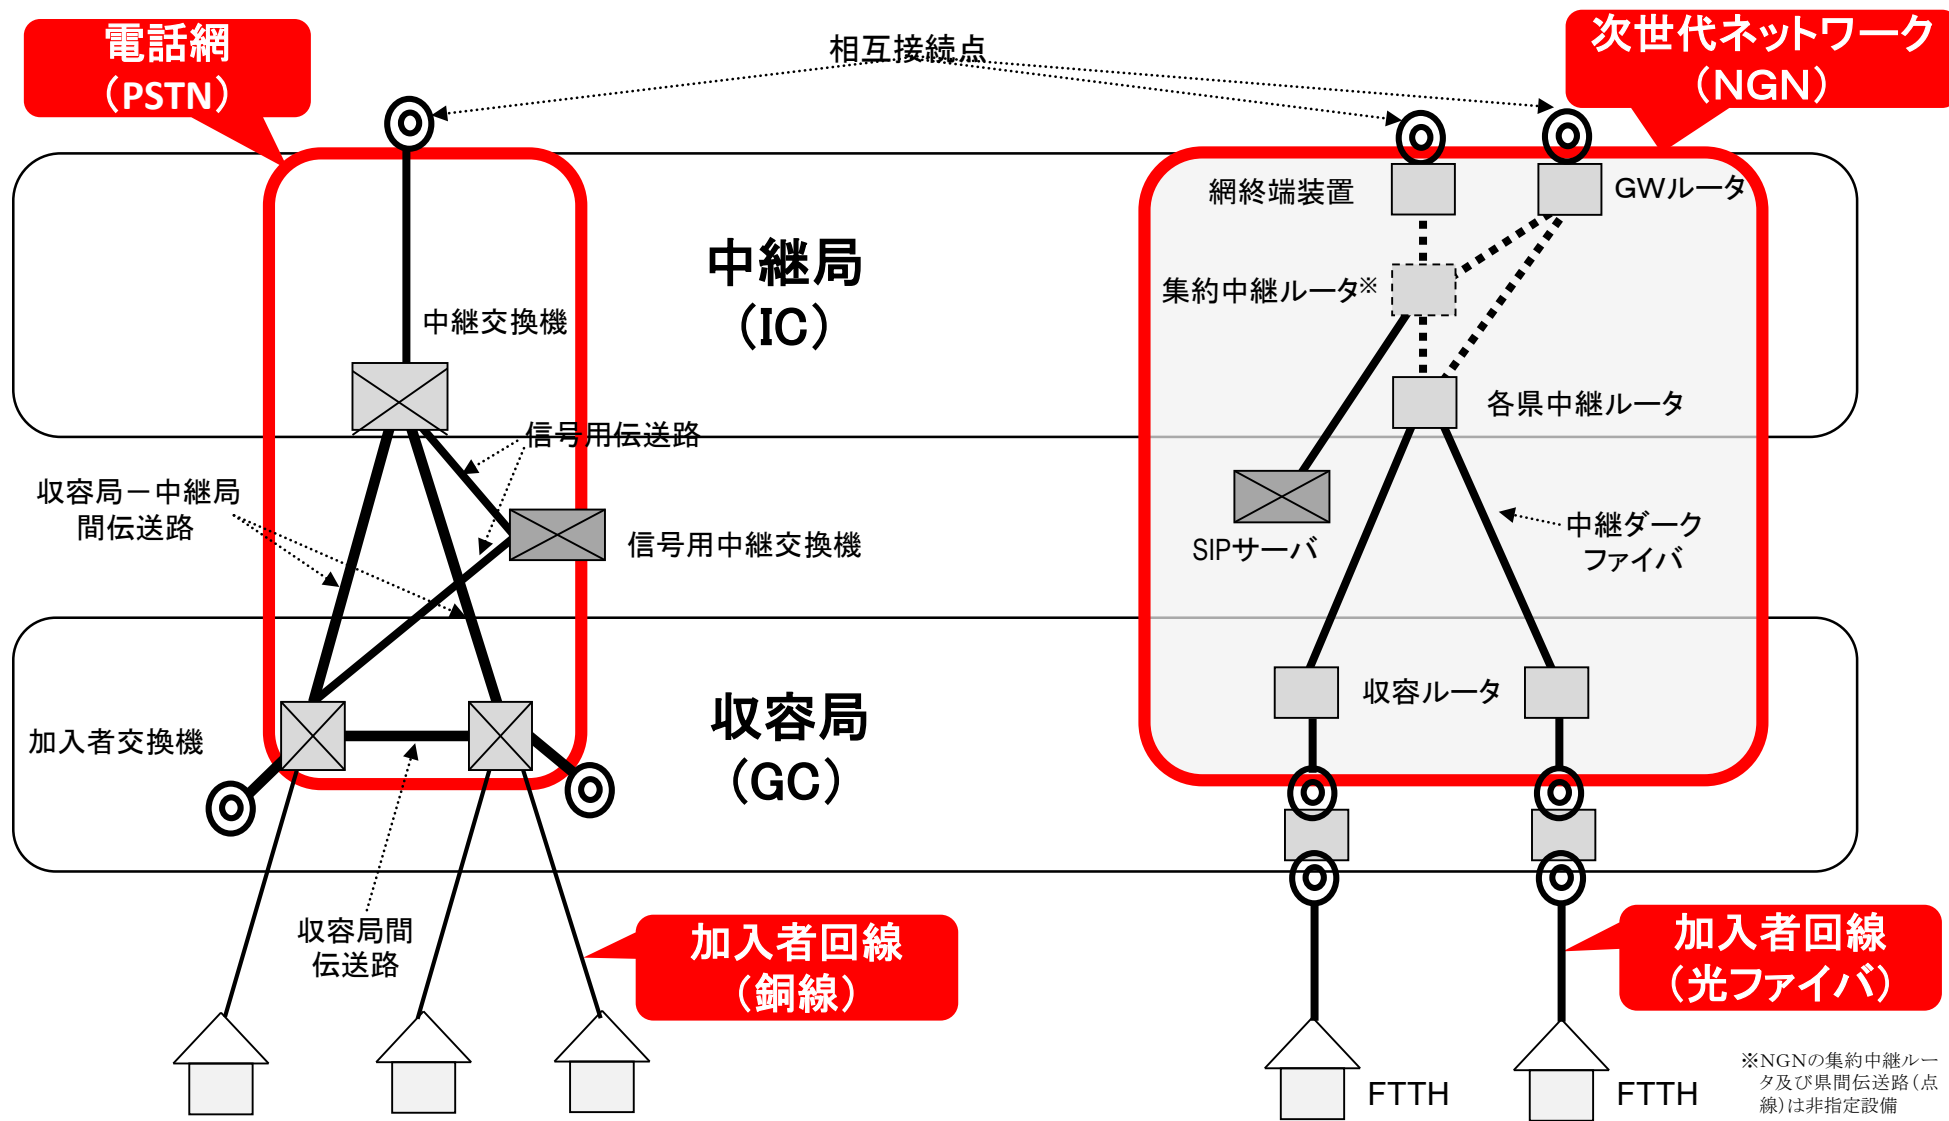 電話網
（PSTN）
相互接続点
次世代ネットワーク
（NGN）
網終端装置
GWルータ
中継局
（IC）
集約中継ルータ※
中継交換機
各県中継ルータ
信号用伝送路
収容局－中継局
間伝送路
信号用中継交換機
SIPサーバ
中継ダーク
ファイバ
収容局
（GC）
収容ルータ
加入者交換機
収容局間
伝送路
加入者回線
（銅線）
加入者回線
（光ファイバ）
FTTH
FTTH
※NGNの集約中継ルー
タ及び県間伝送路（点
線）は非指定設備